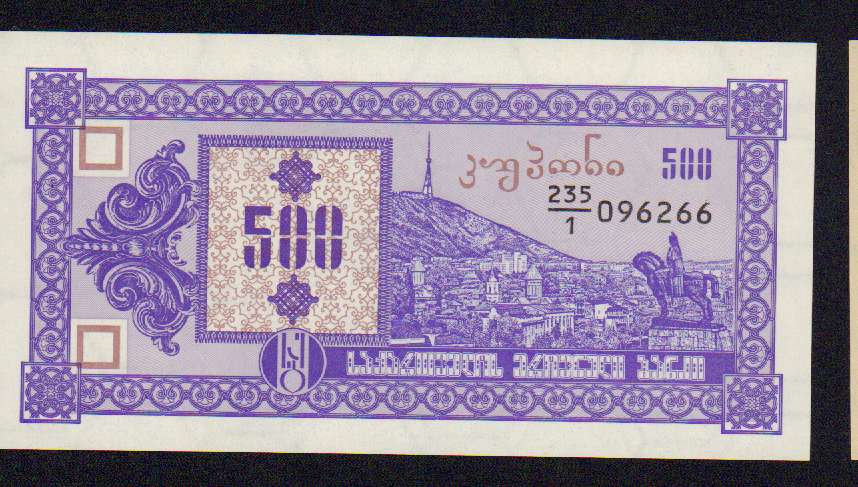 კუპონი 500
235/1 096266
500
საქართველოს ეროვნული ბანკი